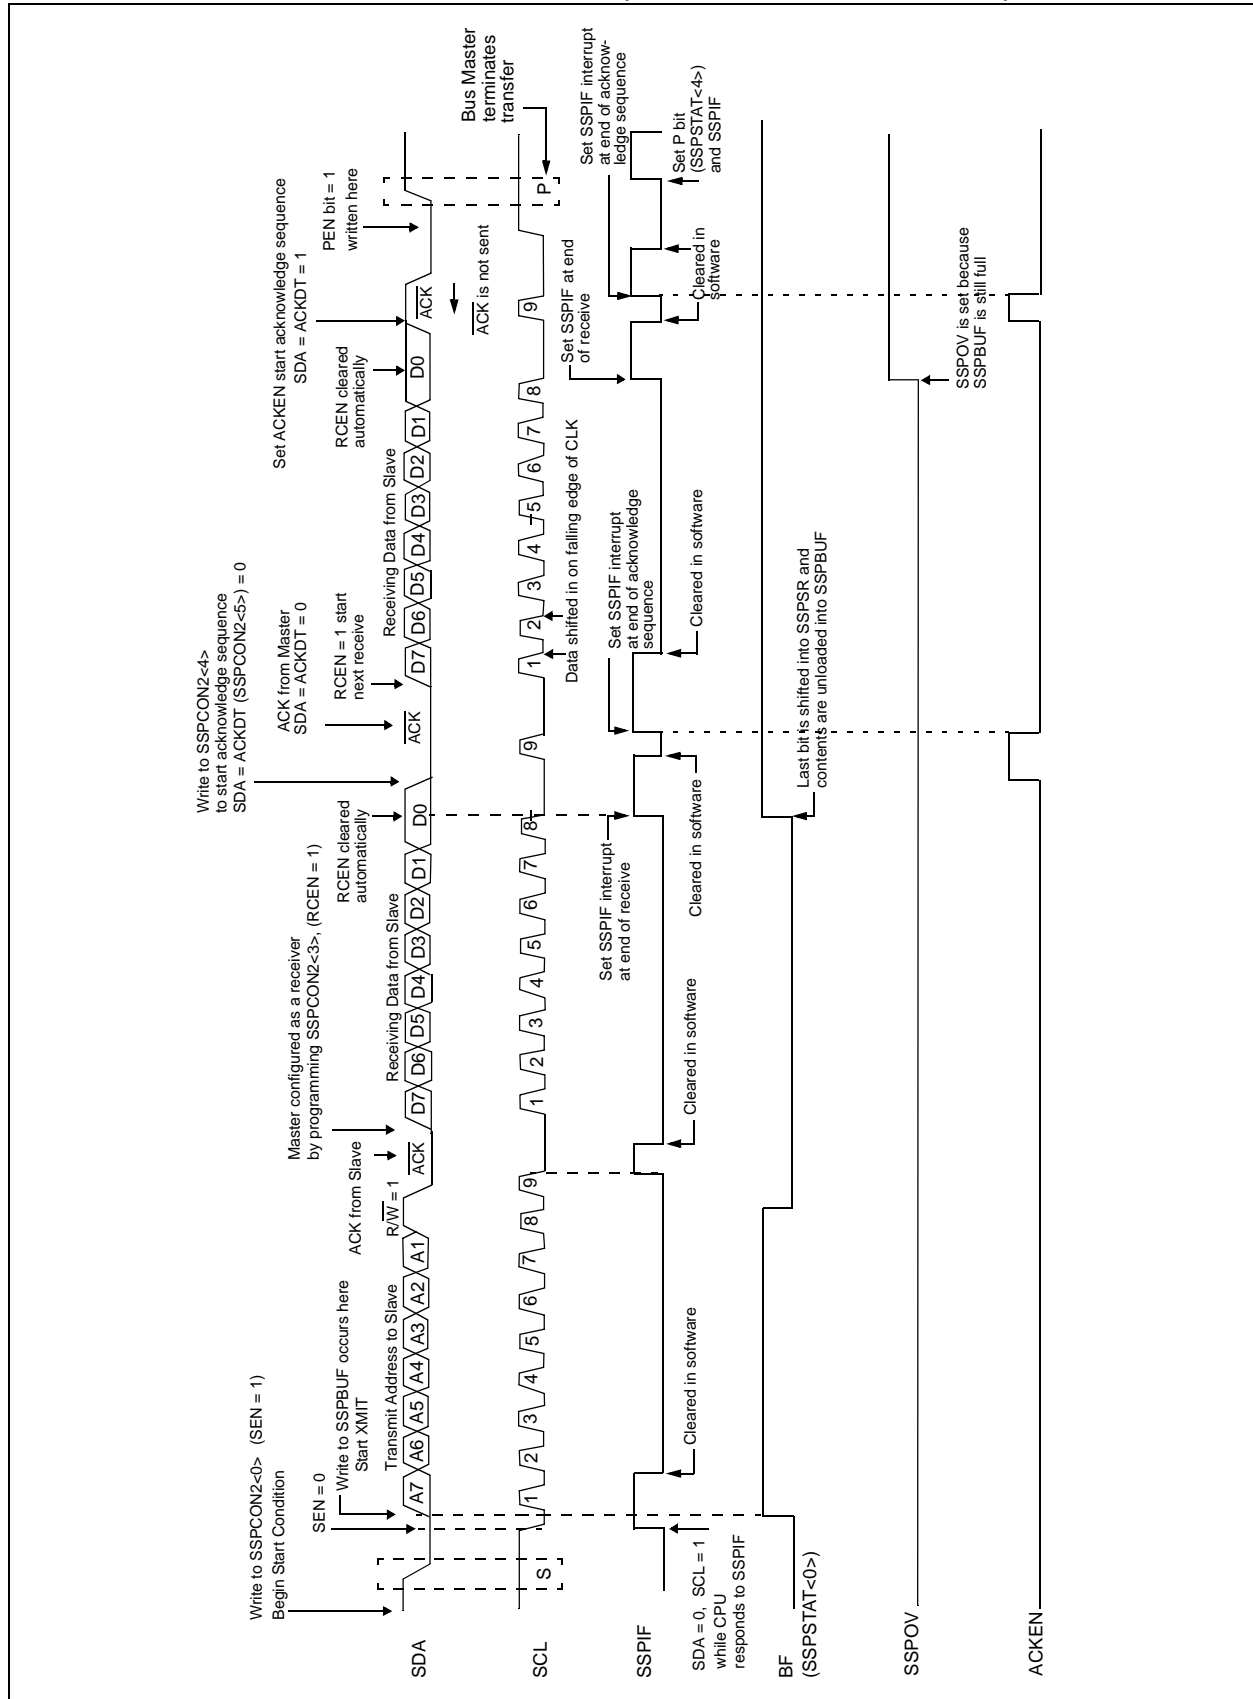 Write to SSPCON2<0> (SEN = 1)
Begin Start Condition
SEN = 0
Write to SSPBUF occurs here
Start XMIT
Transmit Address to Slave
R/W = 1
ACK from Slave
Master configured as a receiver
by programming SSPCON2<3>, (RCEN = 1)
Receiving Data from Slave
RCEN cleared
automatically
Write to SSPCON2<4>
to start acknowledge sequence
SDA = ACKDT (SSPCON2<5>) = 0
ACK from Master
SDA = ACKDT = 0
RCEN = 1 start
next receive
Receiving Data from Slave
RCEN cleared
automatically
Set ACKEN start acknowledge sequence
SDA = ACKDT = 1
PEN bit = 1
written here
SDA
A7 A6 A5 A4 A3 A2 A1
ACK
D7 D6 D5 D4 D3 D2 D1 D0
ACK
D7 D6 D5 D4 D3 D2 D1 D0
ACK
ACK is not sent
Bus Master
terminates
transfer
SCL
S
1 2 3 4 5 6 7 8 9
1 2 3 4 5 6 7 8
9
1 2 3 4 5 6 7 8
9
P
Data shifted in on falling edge of CLK
Set SSPIF interrupt
at end of receive
Set SSPIF interrupt
at end of acknowledge
sequence
Set SSPIF at end
of receive
Set SSPIF interrupt
at end of acknow-
ledge sequence
SSPIF
SDA = 0, SCL = 1
while CPU
responds to SSPIF
Cleared in software
Cleared in software
Cleared in software
Cleared in software
Cleared in
software
Set P bit
(SSPSTAT<4>)
and SSPIF
BF
(SSPSTAT<0>)
Last bit is shifted into SSPSR and
contents are unloaded into SSPBUF
SSPOV
SSPOV is set because
SSPBUF is still full
ACKEN